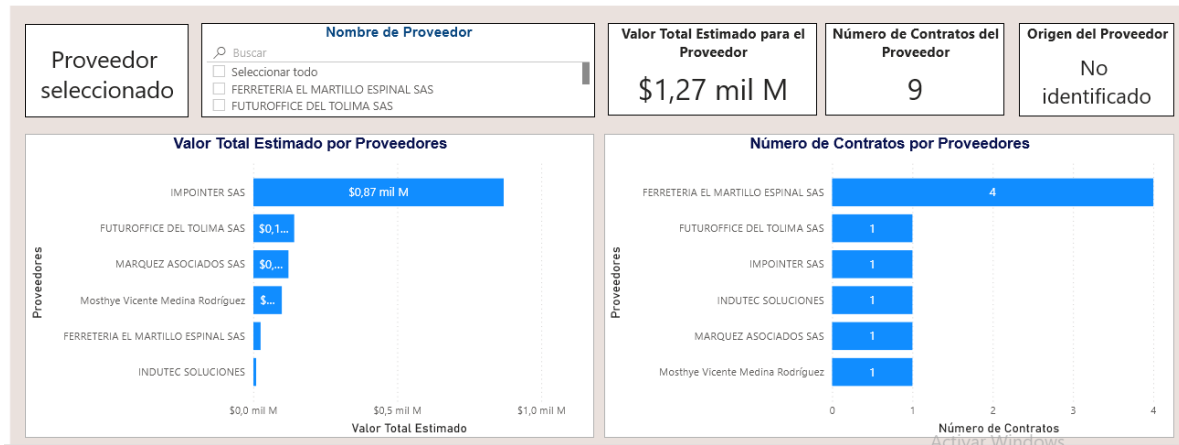 Proveedor
seleccionado
Nombre de Proveedor
Buscar
Seleccionar todo
FERRETERIA EL MARTILLO ESPINAL SAS
FUTUROFFICE DEL TOLIMA SAS
Valor Total Estimado para el
Proveedor
$1,27 mil M
Número de Contratos del
Proveedor
9
Origen del Proveedor
No
identificado
Valor Total Estimado por Proveedores
Proveedores
IMPOINTER SAS
$0,87 mil M
FUTUROFFICE DEL TOLIMA SAS
$0,1...
MARQUEZ ASOCIADOS SAS
$0,...
Mosthye Vicente Medina Rodríguez
$...
FERRETERIA EL MARTILLO ESPINAL SAS
INDUTEC SOLUCIONES
$0,0 mil M
$0,5 mil M
$1,0 mil M
Valor Total Estimado
Número de Contratos por Proveedores
Proveedores
FERRETERIA EL MARTILLO ESPINAL SAS
4
FUTUROFFICE DEL TOLIMA SAS
1
IMPOINTER SAS
1
INDUTEC SOLUCIONES
1
MARQUEZ ASOCIADOS SAS
1
Mosthye Vicente Medina Rodríguez
1
0
1
2
3
4
Número de Contratos
Activar Windows